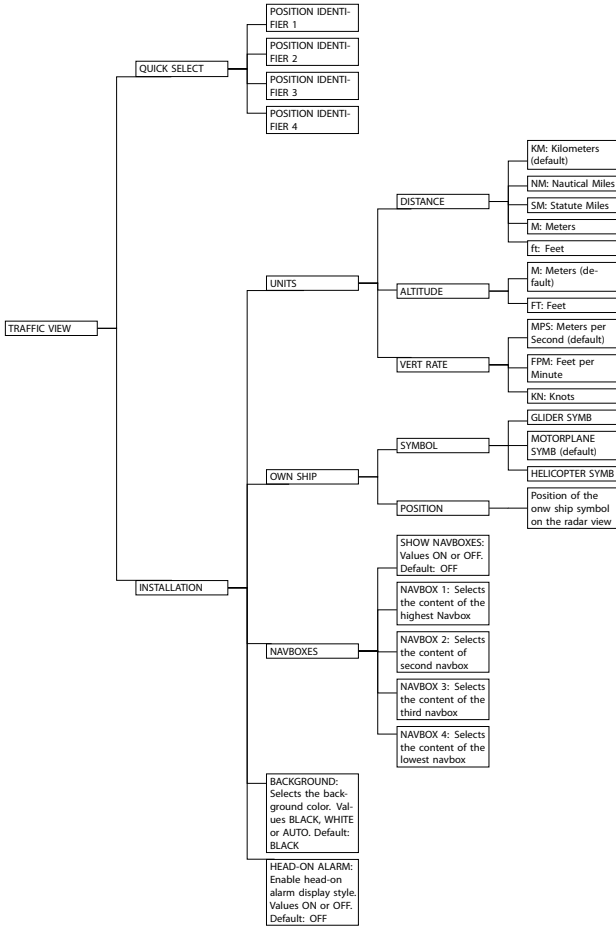 TRAFFIC VIEW
QUICK SELECT
POSITION IDENTI-
FIER 1
POSITION IDENTI-
FIER 2
POSITION IDENTI-
FIER 3
POSITION IDENTI-
FIER 4
INSTALLATION
UNITS
DISTANCE
KM: Kilometers
(default)
NM: Nautical Miles
SM: Statute Miles
M: Meters
ft: Feet
ALTITUDE
M: Meters (de-
fault)
FT: Feet
VERT RATE
MPS: Meters per
Second (default)
FPM: Feet per
Minute
KN: Knots
OWN SHIP
SYMBOL
GLIDER SYMB
MOTORPLANE
SYMB (default)
HELICOPTER SYMB
POSITION
Position of the
onw ship symbol
on the radar view
NAVBOXES
SHOW NAVBOXES:
Values ON or OFF.
Default: OFF
NAVBOX 1: Selects
the content of the
highest Navbox
NAVBOX 2: Selects
the content of
second navbox
NAVBOX 3: Selects
the content of the
third navbox
NAVBOX 4: Selects
the content of the
lowest navbox
BACKGROUND:
Selects the back-
ground color. Val-
ues BLACK, WHITE
or AUTO. Default:
BLACK
HEAD-ON ALARM:
Enable head-on
alarm display style.
Values ON or OFF.
Default: OFF